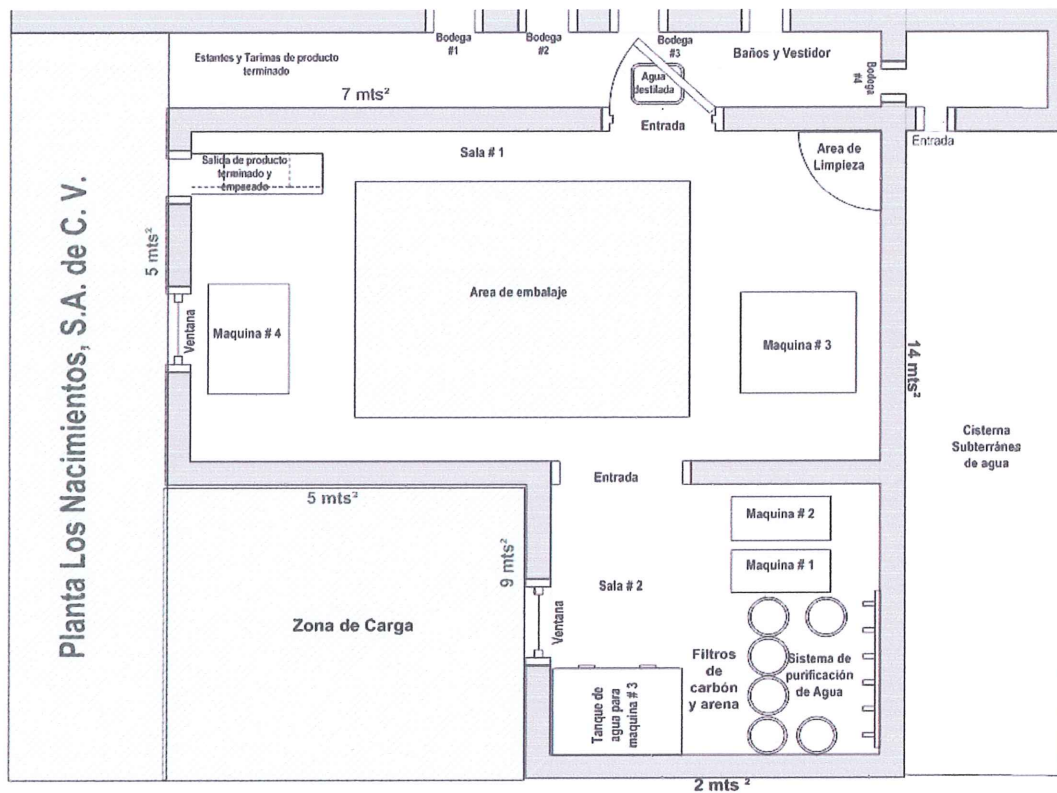 Bodega
#1
Bodega
#2
Bodega
#3
Baños y Vestidor
Bodega
#4
Estantes y Tarimas de producto
terminado
Agua
destilada
7 mts²
Entrada
Entrada
Sala # 1
Area de
Limpieza
Salida de producto
terminado y
empacado
Planta Los Nacimientos, S.A. de C. V.
5 mts²
Area de embalaje
Ventana
Maquina # 4
Maquina # 3
14 mts²
Cisterna
Subterránea
de agua
Entrada
5 mts²
Maquina # 2
Maquina # 1
9 mts²
Sala # 2
Ventana
Zona de Carga
Filtros
de
carbón
y arena
Sistema de
purificación
de Agua
Tanque de
agua para
maquina # 3
2 mts²